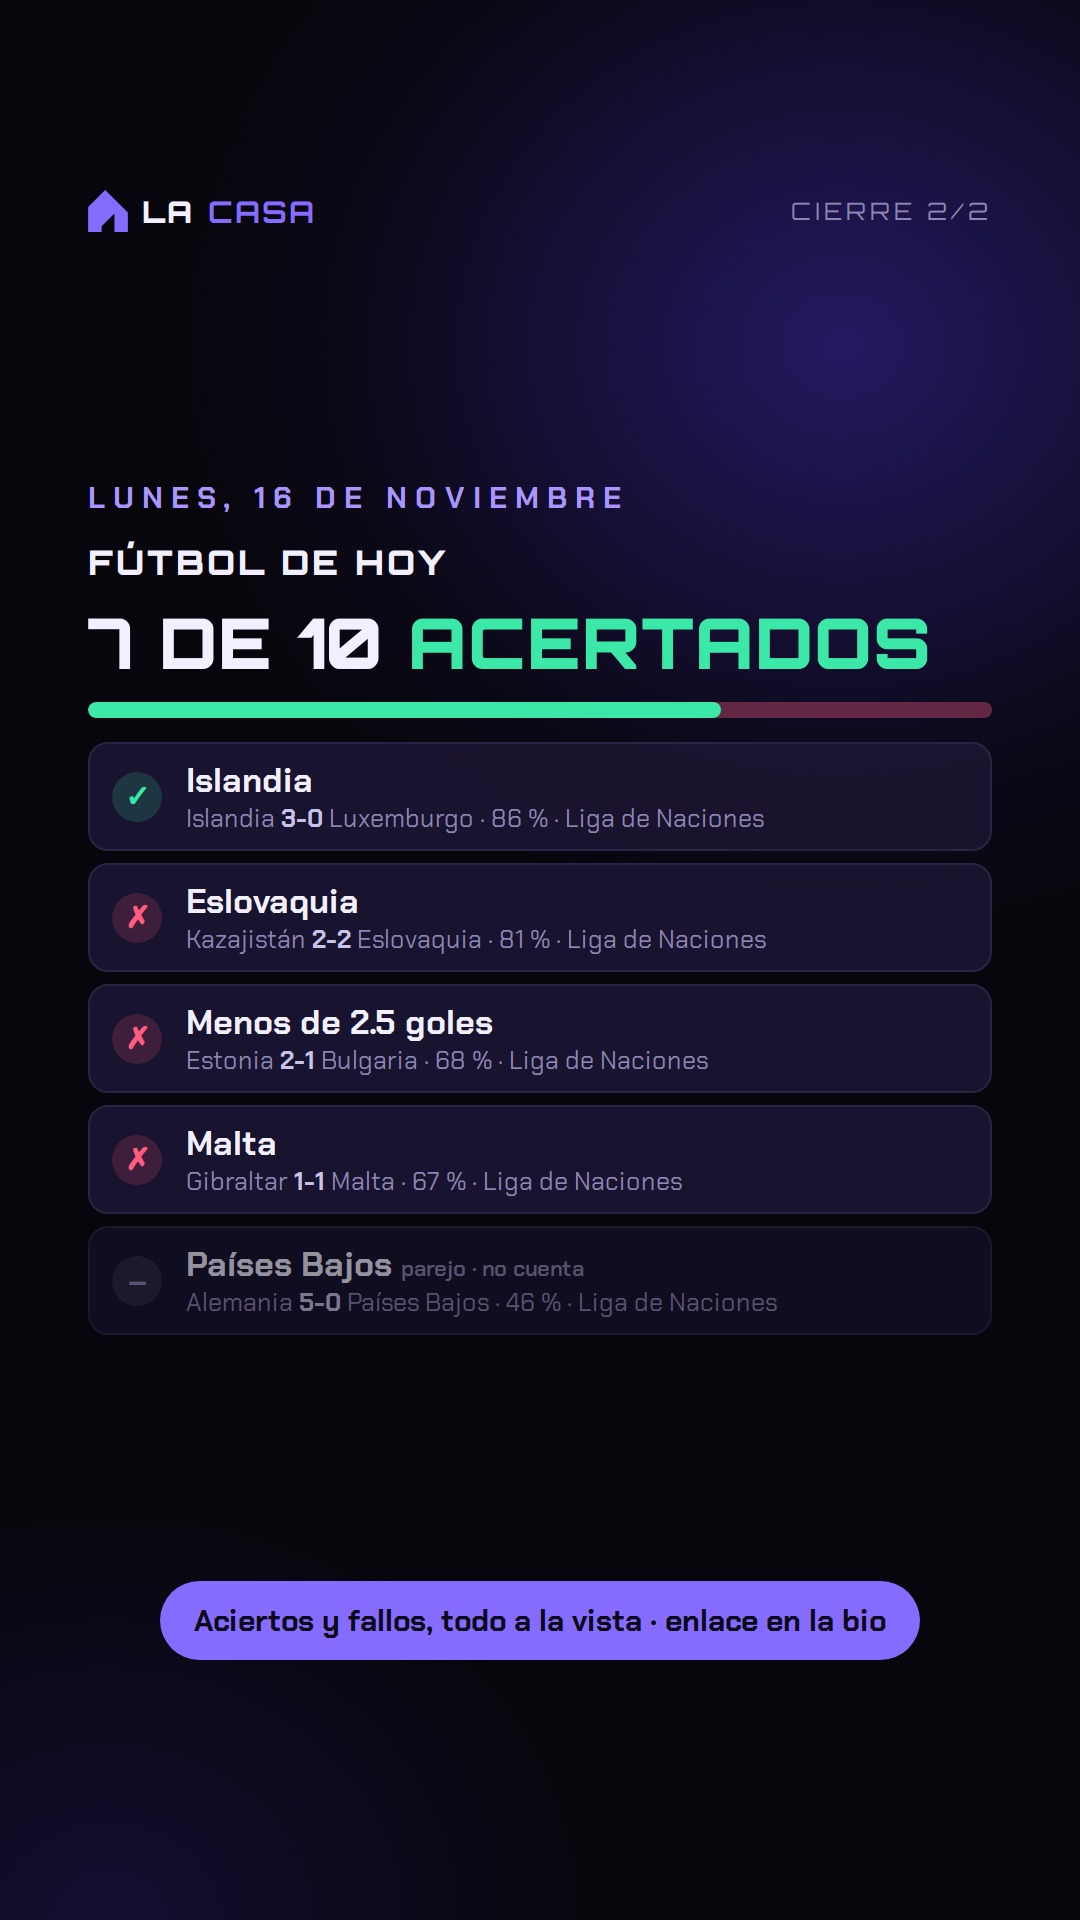 LA CASA
CIERRE 2/2
LUNES, 16 DE NOVIEMBRE
FÚTBOL DE HOY
7 DE 10 ACERTADOS
✓ Islandia
Islandia 3-0 Luxemburgo · 86 % · Liga de Naciones
✗ Eslovaquia
Kazajistán 2-2 Eslovaquia · 81 % · Liga de Naciones
✗ Menos de 2.5 goles
Estonia 2-1 Bulgaria · 68 % · Liga de Naciones
✗ Malta
Gibraltar 1-1 Malta · 67 % · Liga de Naciones
– Países Bajos parejo · no cuenta
Alemania 5-0 Países Bajos · 46 % · Liga de Naciones
Aciertos y fallos, todo a la vista · enlace en la bio